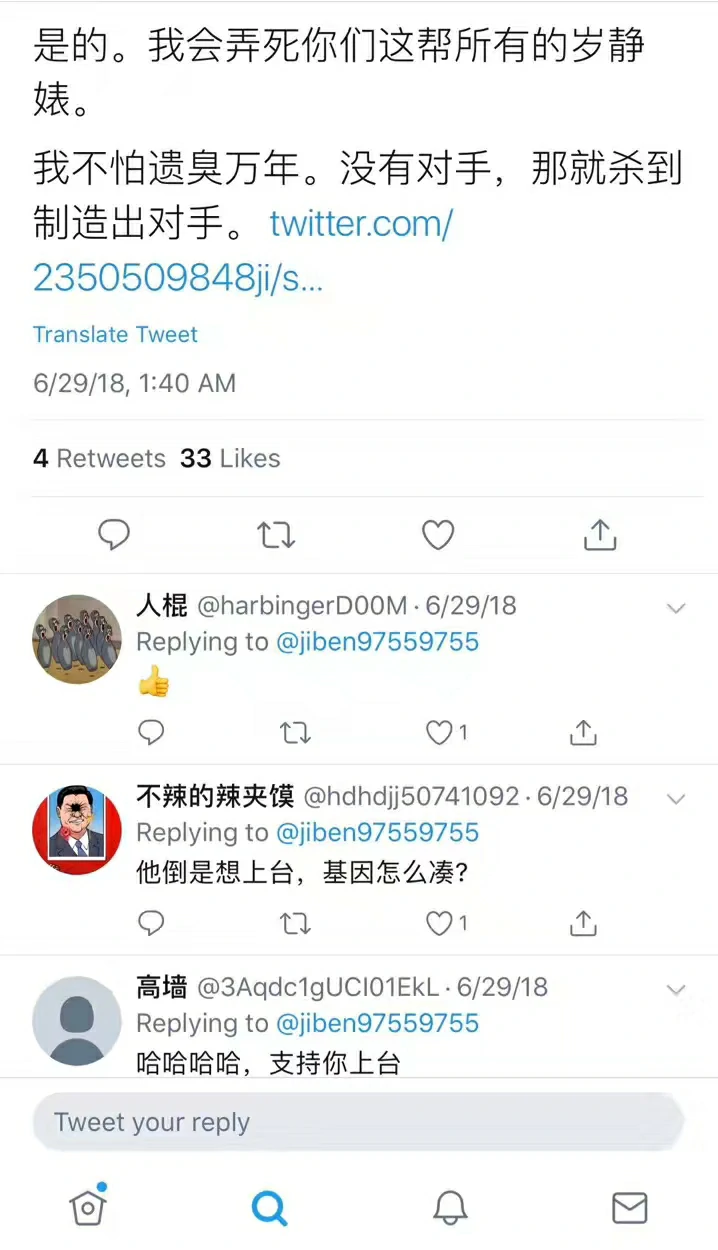 是的。我会弄死你们这帮所有的岁静
婊。
我不怕遗臭万年。没有对手，那就杀到
制造出对手。 twitter.com/
2350509848ji/s...
Translate Tweet
6/29/18, 1:40 AM
4 Retweets 33 Likes
人棍 @harbingerD00M · 6/29/18
Replying to @jiben97559755
👍
1
不辣的辣夹馍 @hdhdjj50741092 · 6/29/18
Replying to @jiben97559755
他倒是想上台，基因怎么凑?
1
高墙 @3Aqdc1gUCI01EkL · 6/29/18
Replying to @jiben97559755
哈哈哈哈，支持你上台
Tweet your reply